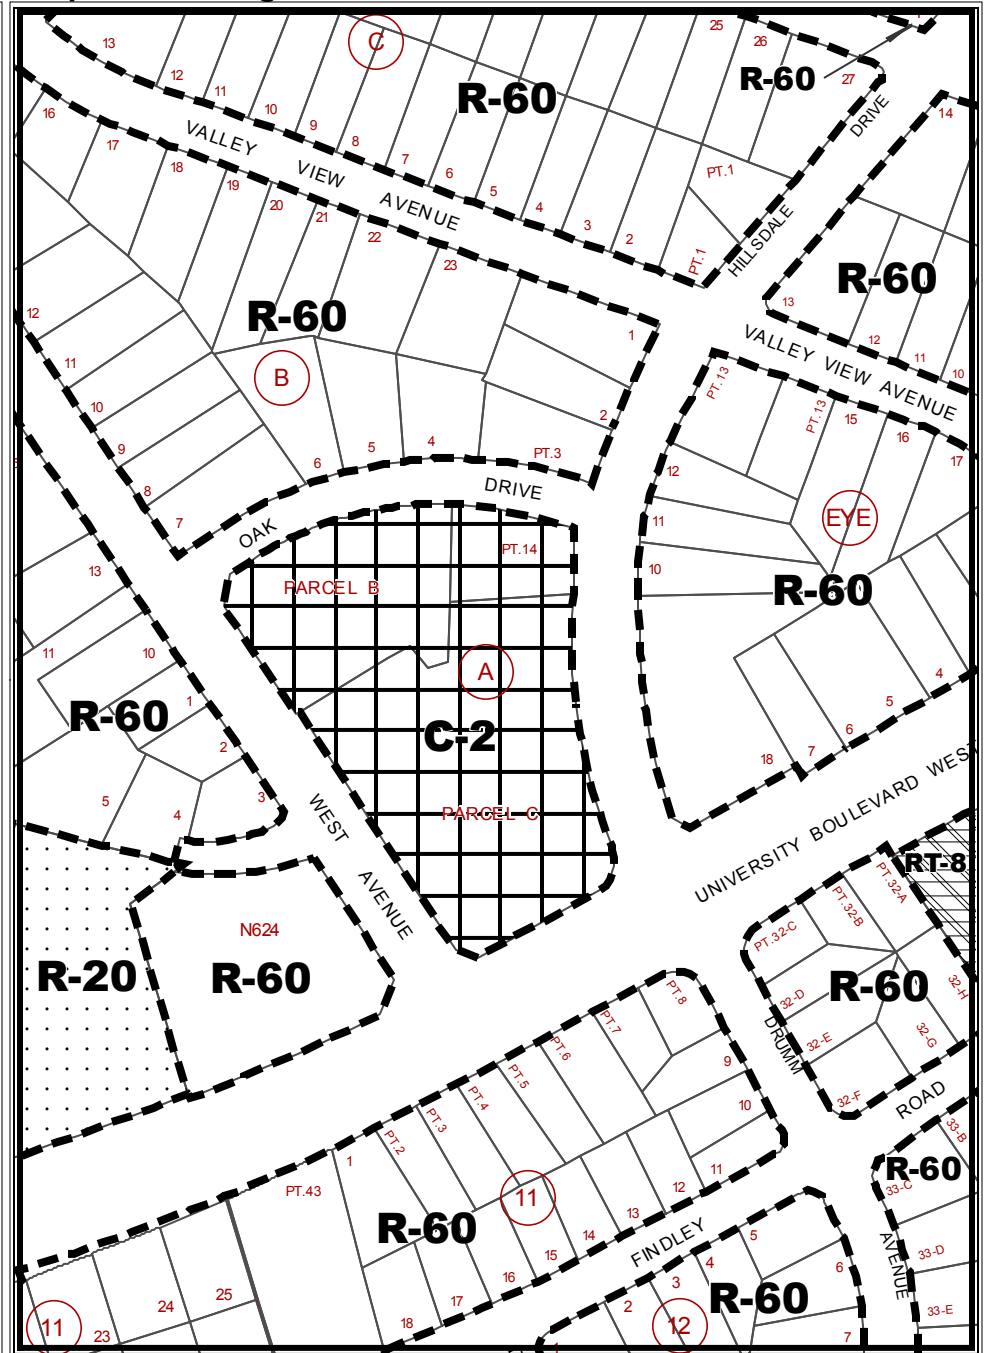 25
26
13
C
12
R-60
R-60
27
11
16
10
DRIVE
14
9
17
VALLEY
8
7
18
VIEW
6
PT.1
19
AVENUE
5
20
4
21
3
22
2
HILLSDALE
23
PT.1
R-60
13
12
R-60
1
12
VALLEY VIEW AVENUE
11
10
11
B
PT.13
10
2
PT.13
15
16
9
5
4
PT.3
17
6
12
8
DRIVE
7
OAK
11
EYE
PT.14
13
10
PARCEL B
R-60
11
10
A
4
1
5
R-60
C-2
6
2
7
18
3
5
4
WEST
PARCEL C
UNIVERSITY BOULEVARD WEST
RT-8
AVENUE
PT.32-A
PT.32-B
N624
PT.32-C
R-20
R-60
R-60
PT.8
32-H
32-D
PT.7
DRUMM
32-E
32-G
PT.6
9
PT.5
32-F
ROAD
PT.4
10
PT.3
33-B
PT.2
1
11
R-60
PT.43
12
33-C
11
13
R-60
14
FINDLEY
5
15
4
AVENUE
33-D
16
3
6
25
17
2
R-60
24
33-E
18
11
23
12
7